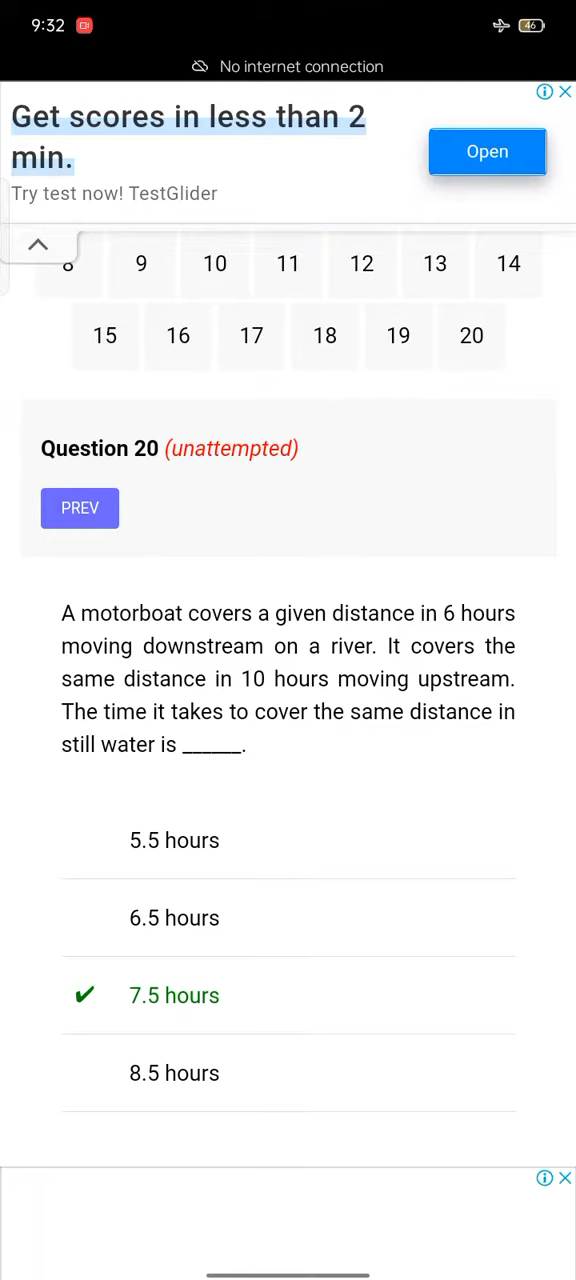 9:32
46
No internet connection
Get scores in less than 2
min.
Try test now! TestGlider
Open
8 9 10 11 12 13 14
15 16 17 18 19 20
Question 20 (unattempted)
PREV
A motorboat covers a given distance in 6 hours
moving downstream on a river. It covers the
same distance in 10 hours moving upstream.
The time it takes to cover the same distance in
still water is ______.
5.5 hours
6.5 hours
✔ 7.5 hours
8.5 hours